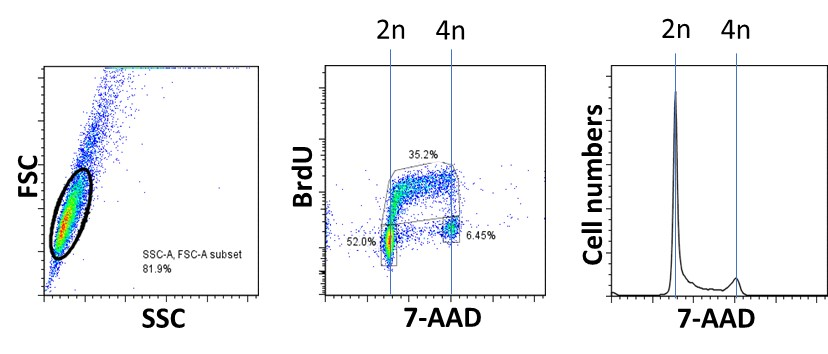 2n 4n
2n 4n
FSC
SSC-A, FSC-A subset
81.9%
SSC
BrdU
35.2%
52.0%
6.45%
7-AAD
Cell numbers
7-AAD